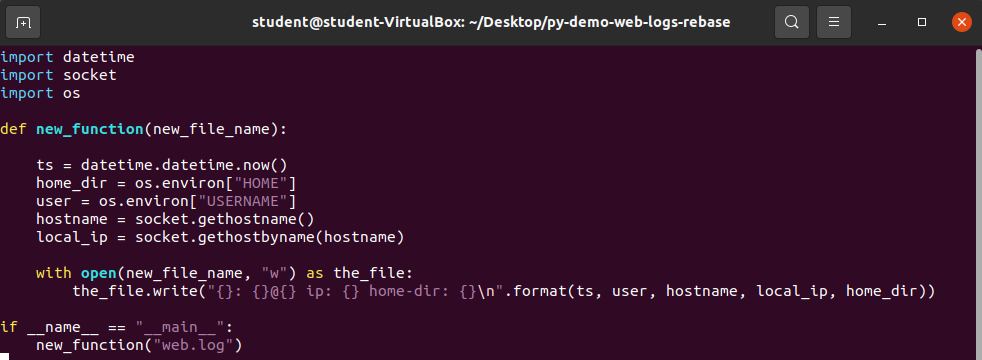 student@student-VirtualBox: ~/Desktop/py-demo-web-logs-rebase
import datetime
import socket
import os
def new_function(new_file_name):
    ts = datetime.datetime.now()
    home_dir = os.environ["HOME"]
    user = os.environ["USERNAME"]
    hostname = socket.gethostname()
    local_ip = socket.gethostbyname(hostname)
    with open(new_file_name, "w") as the_file:
        the_file.write("{}: {}@{} ip: {} home-dir: {}\n".format(ts, user, hostname, local_ip, home_dir))
if __name__ == "__main__":
    new_function("web.log")